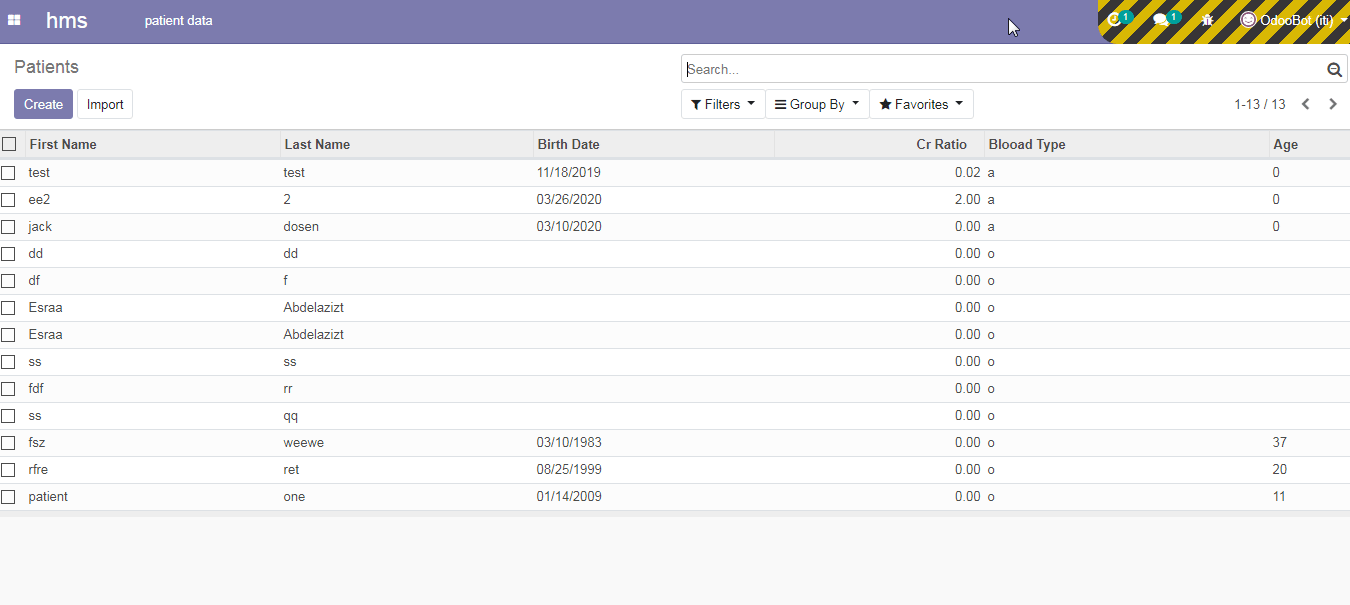 hms patient data 1 1 OdooBot (iti)
Patients
Search...
Create Import Filters Group By Favorites 1-13 / 13
First Name Last Name Birth Date Cr Ratio Blooad Type Age
test test 11/18/2019 0.02 a 0
ee2 2 03/26/2020 2.00 a 0
jack dosen 03/10/2020 0.00 a 0
dd dd 0.00 o
df f 0.00 o
Esraa Abdelazizt 0.00 o
Esraa Abdelazizt 0.00 o
ss ss 0.00 o
fdf rr 0.00 o
ss qq 0.00 o
fsz weewe 03/10/1983 0.00 o 37
rfre ret 08/25/1999 0.00 o 20
patient one 01/14/2009 0.00 o 11